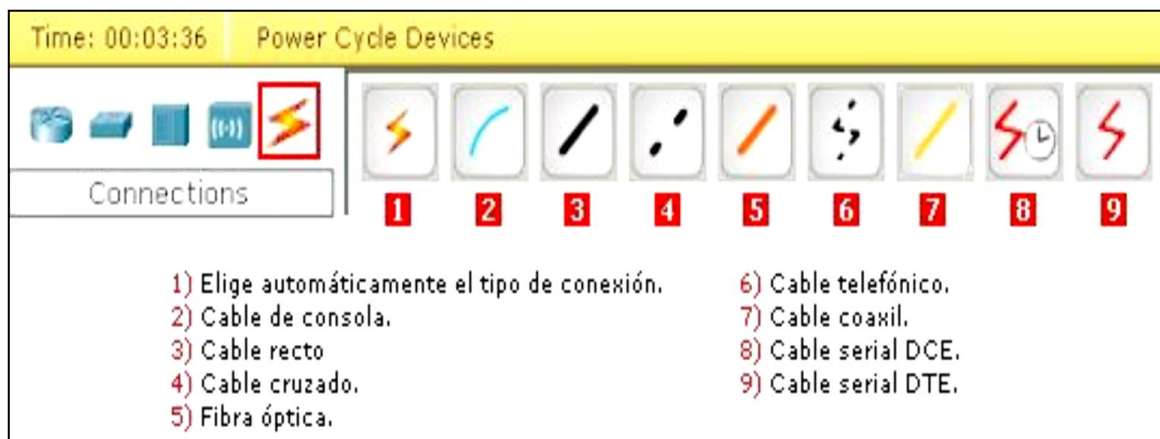 Time: 00:03:36 Power Cycle Devices
Connections
1 2 3 4 5 6 7 8 9
1) Elige automáticamente el tipo de conexión.
2) Cable de consola.
3) Cable recto
4) Cable cruzado.
5) Fibra óptica.
6) Cable telefónico.
7) Cable coaxil.
8) Cable serial DCE.
9) Cable serial DTE.